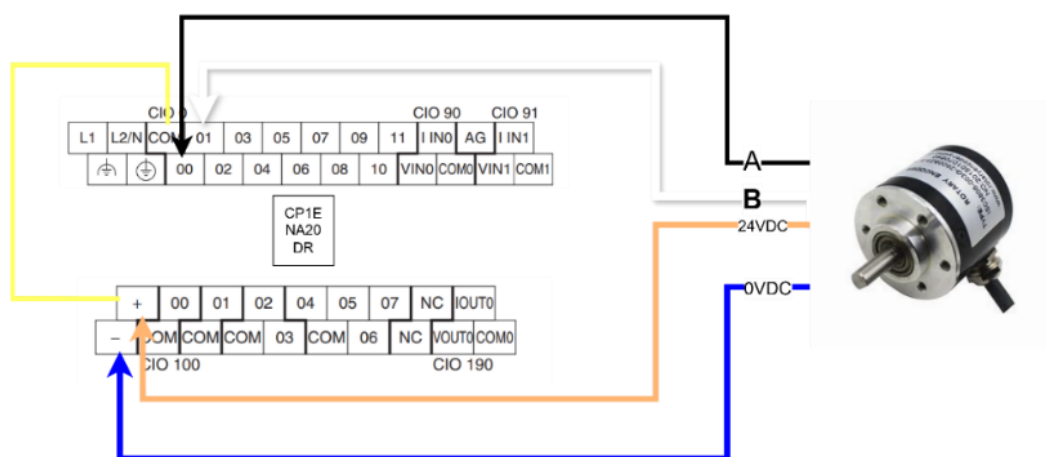 CIO 0 CIO 90 CIO 91
L1 L2/N COM 01 03 05 07 09 11 I IN0 AG I IN1
00 02 04 06 08 10 VIN0 COM0 VIN1 COM1
CP1E
NA20
DR
+ 00 01 02 04 05 07 NC IOUT0
– COM COM COM 03 COM 06 NC VOUT0 COM0
CIO 100 CIO 190
A
B
24VDC
0VDC
ROTARY ENCODER